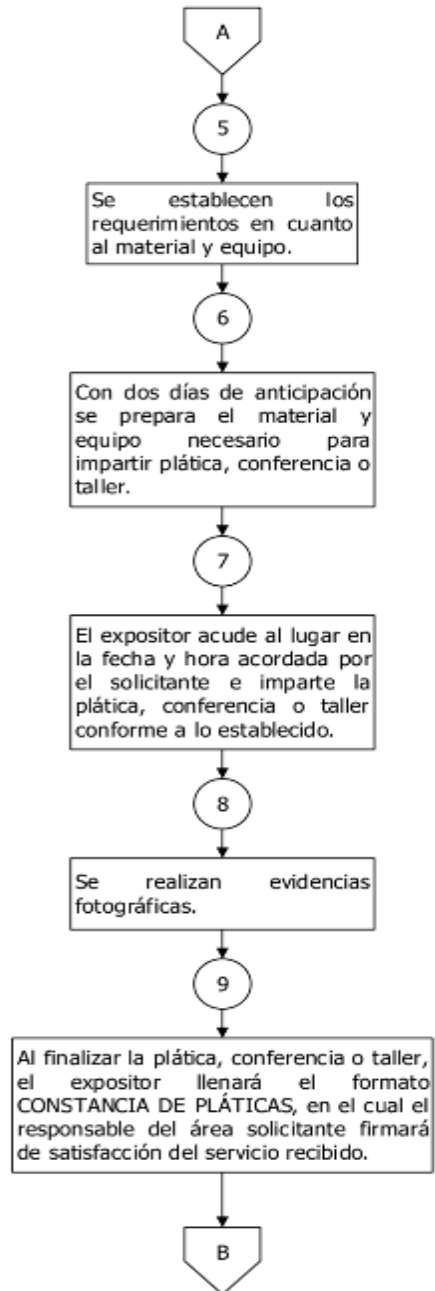 A
5
Se establecen los
requerimientos en cuanto
al material y equipo.
6
Con dos días de anticipación
se prepara el material y
equipo necesario para
impartir plática, conferencia o
taller.
7
El expositor acude al lugar en
la fecha y hora acordada por
el solicitante e imparte la
plática, conferencia o taller
conforme a lo establecido.
8
Se realizan evidencias
fotográficas.
9
Al finalizar la plática, conferencia o taller,
el expositor llenará el formato
CONSTANCIA DE PLÁTICAS, en el cual el
responsable del área solicitante firmará
de satisfacción del servicio recibido.
B